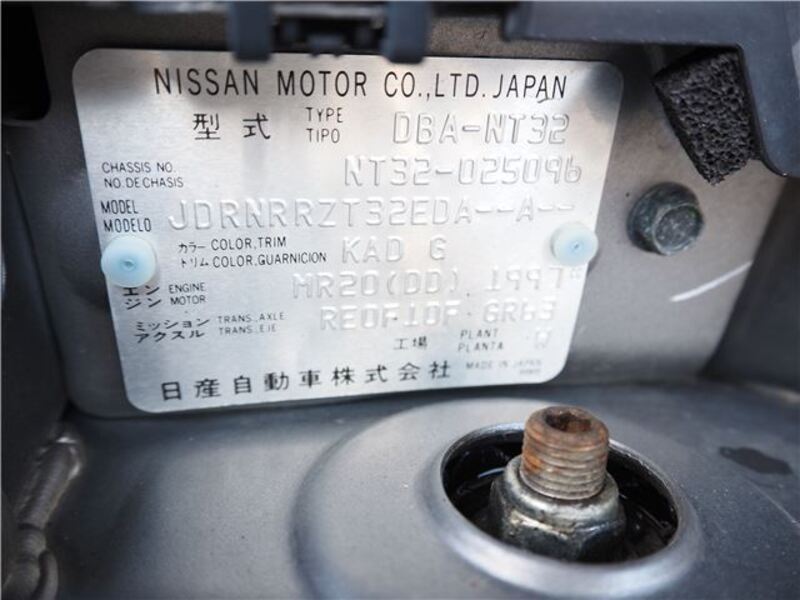 NISSAN MOTOR CO.,LTD. JAPAN
型式 TYPE TIPO DBA-NT32
CHASSIS NO. NO. DE CHASIS NT32-025096
MODEL MODELO JDRNRRZT32EDA--A--
カラー COLOR, TRIM トリム COLOR, GUARNICION KAD G
エンジン ENGINE MOTOR MR20(DD) 1997cc
ミッション アクスル TRANS., AXLE TRANS., EJE RE0F10F GR63
工場 PLANT PLANTA W
日産自動車株式会社 MADE IN JAPAN